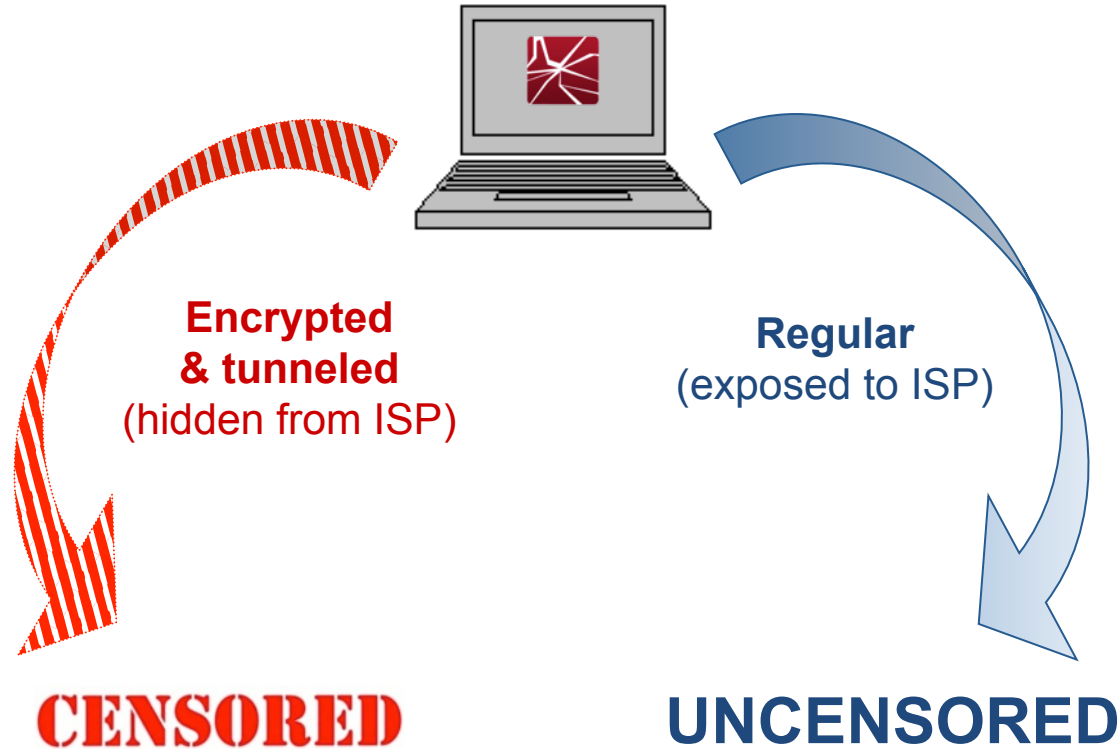 Encrypted
& tunneled
(hidden from ISP)
Regular
(exposed to ISP)
CENSORED
UNCENSORED